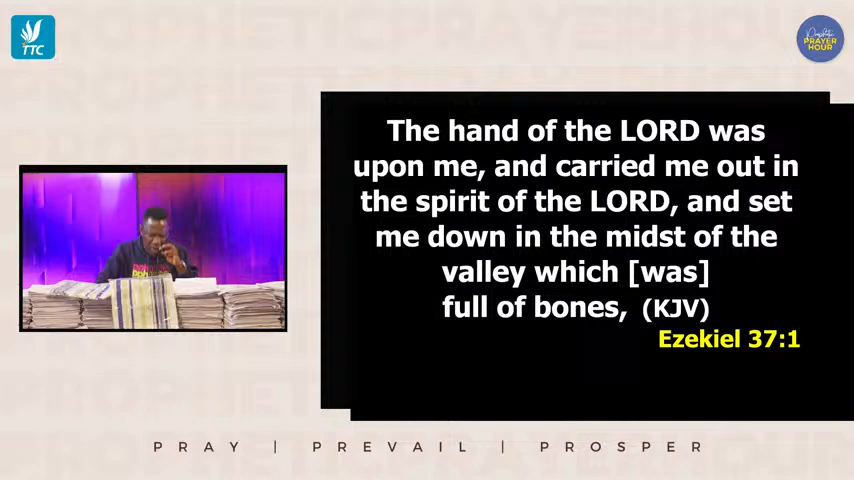 TTC
Prophetic
PRAYER
HOUR
The hand of the LORD was
upon me, and carried me out in
the spirit of the LORD, and set
me down in the midst of the
valley which [was]
full of bones, (KJV)
Ezekiel 37:1
PRAY | PREVAIL | PROSPER